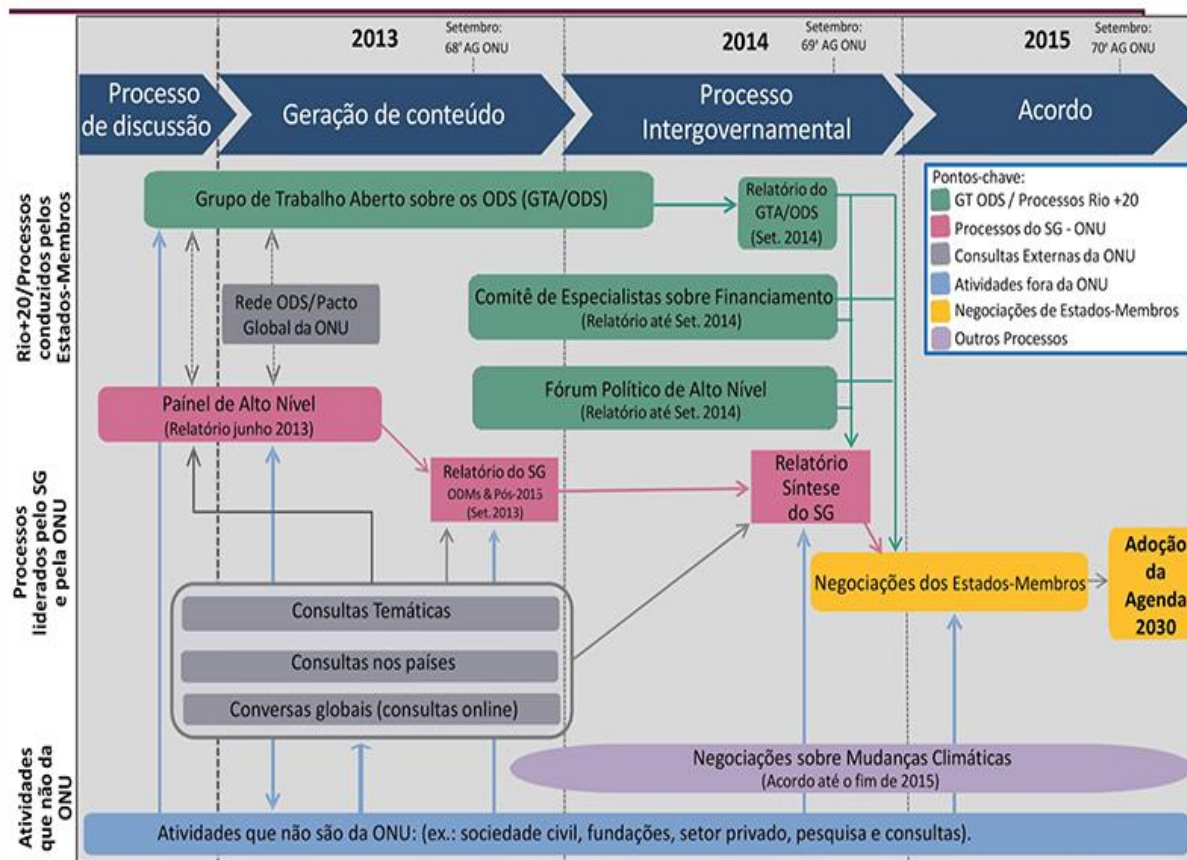 2013
Setembro:
68ª AG ONU
2014
Setembro:
69ª AG ONU
2015
Setembro:
70ª AG ONU
Processo
de discussão
Geração de conteúdo
Processo
Intergovernamental
Acordo
Rio+20/Processos
conduzidos pelos
Estados-Membros
Grupo de Trabalho Aberto sobre os ODS (GTA/ODS)
Relatório do
GTA/ODS
(Set. 2014)
Pontos-chave:
GT ODS / Processos Rio +20
Processos do SG - ONU
Consultas Externas da ONU
Atividades fora da ONU
Negociações de Estados-Membros
Outros Processos
Rede ODS/Pacto
Global da ONU
Comitê de Especialistas sobre Financiamento
(Relatório até Set. 2014)
Fórum Político de Alto Nível
(Relatório até Set. 2014)
Paínel de Alto Nível
(Relatório junho 2013)
Processos
liderados pelo SG
e pela ONU
Relatório do SG
ODMs & Pós-2015
(Set. 2013)
Relatório
Síntese
do SG
Negociações dos Estados-Membros
Adoção
da
Agenda
2030
Consultas Temáticas
Consultas nos países
Conversas globais (consultas online)
Atividades
que não da
ONU
Negociações sobre Mudanças Climáticas
(Acordo até o fim de 2015)
Atividades que não são da ONU: (ex.: sociedade civil, fundações, setor privado, pesquisa e consultas).